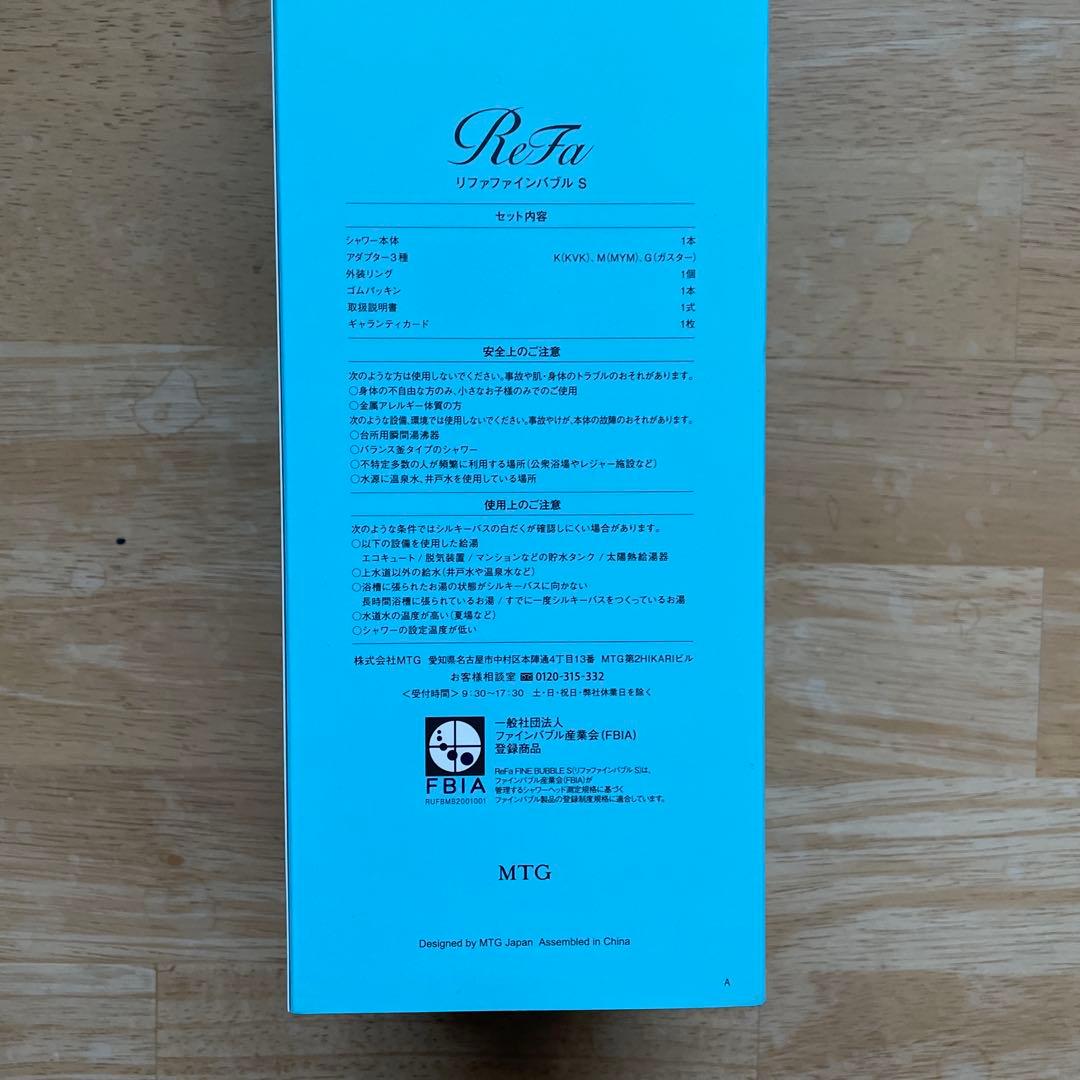 ReFa
リファファインバブル S
セット内容
シャワー本体 1本
アダプター3種 K(KVK)、M(MYM)、G(ガスター)
外装リング 1個
ゴムパッキン 1本
取扱説明書 1式
ギャランティカード 1枚
安全上のご注意
次のような方は使用しないでください。事故や肌・身体のトラブルのおそれがあります。
○身体の不自由な方のみ、小さなお子様のみでのご使用
○金属アレルギー体質の方
次のような設備、環境では使用しないでください。事故やけが、本体の故障のおそれがあります。
○台所用瞬間湯沸器
○バランス釜タイプのシャワー
○不特定多数の人が頻繁に利用する場所(公衆浴場やレジャー施設など)
○水源に温泉水、井戸水を使用している場所
使用上のご注意
次のような条件ではシルキーバスの白だくが確認しにくい場合があります。
○以下の設備を使用した給湯
エコキュート / 脱気装置 / マンションなどの貯水タンク / 太陽熱給湯器
○上水道以外の給水(井戸水や温泉水など)
○浴槽に張られたお湯の状態がシルキーバスに向かない
長時間浴槽に張られているお湯 / すでに一度シルキーバスをつくっているお湯
○水道水の温度が高い(夏場など)
○シャワーの設定温度が低い
株式会社MTG 愛知県名古屋市中村区本陣通4丁目13番 MTG第2HIKARIビル
お客様相談室 0120-315-332
<受付時間> 9:30～17:30 土・日・祝日・弊社休業日を除く
一般社団法人
ファインバブル産業会(FBIA)
登録商品
FBIA
RUFBMB2001001
ReFa FINE BUBBLE S(リファファインバブル S)は、
ファインバブル産業会(FBIA)が
管理するシャワーヘッド測定規格に基づく
ファインバブル製品の登録制度規格に適合しています。
MTG
Designed by MTG Japan Assembled in China
A